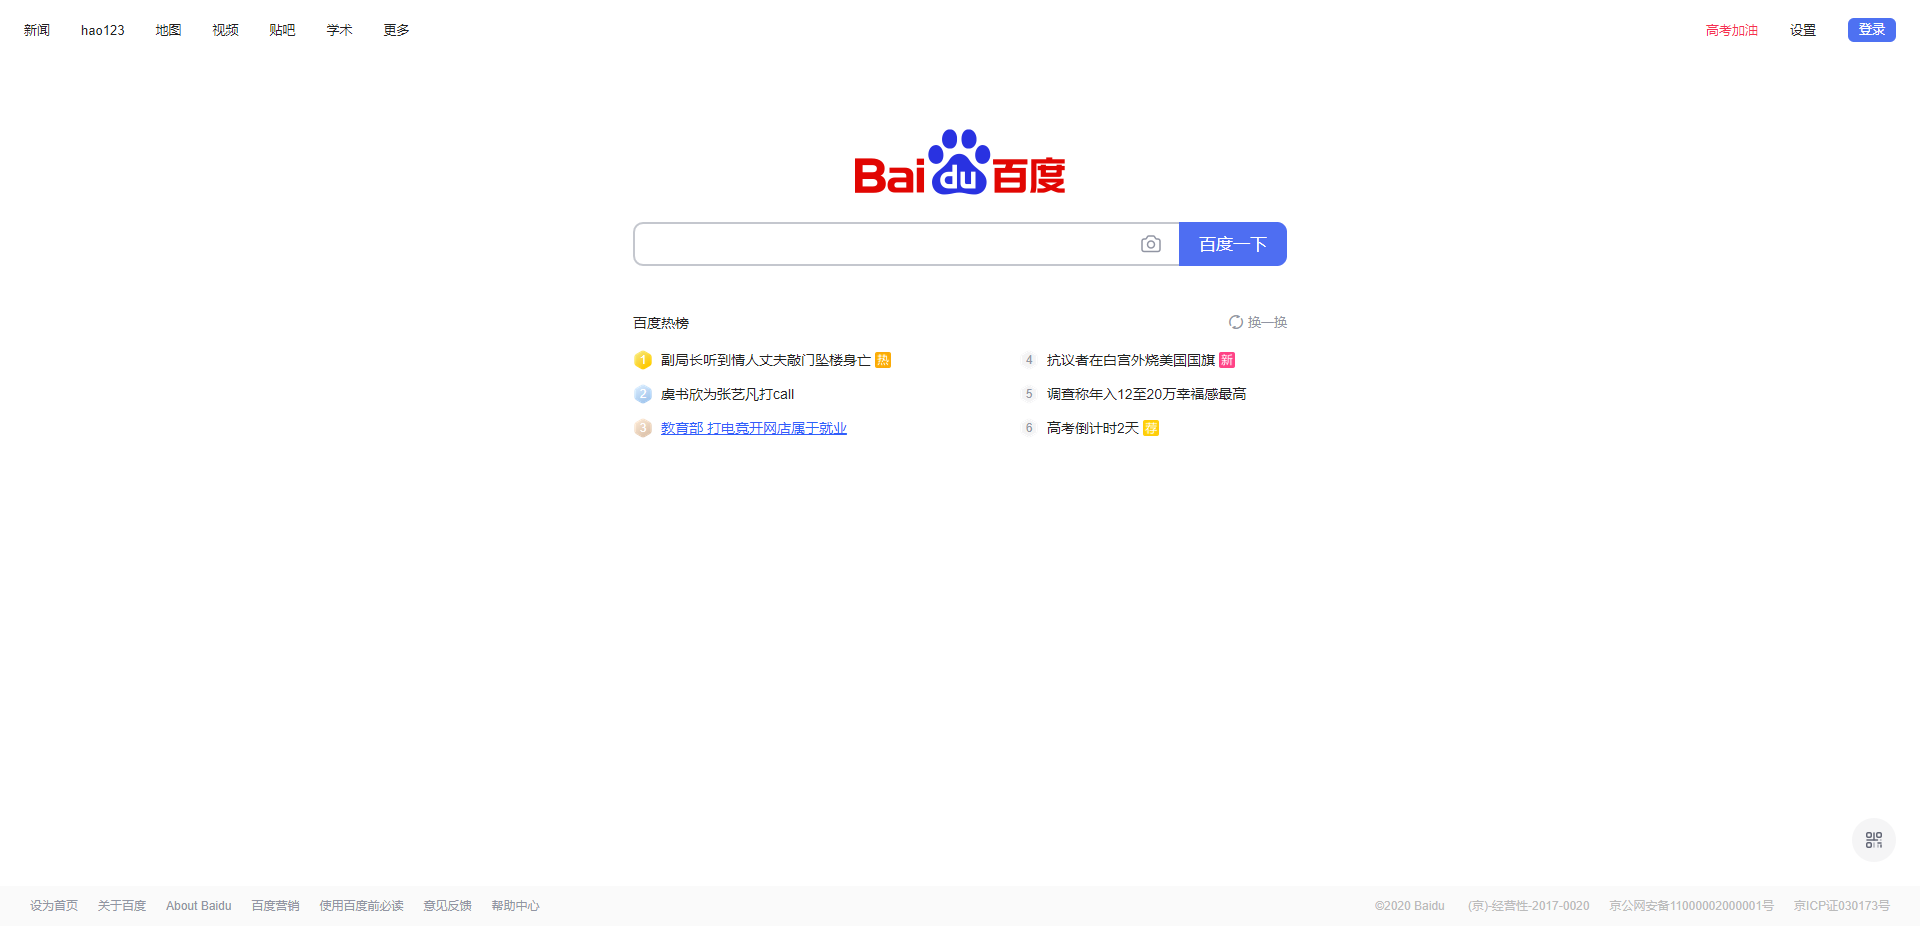 新闻 hao123 地图 视频 贴吧 学术 更多 高考加油 设置 登录
Bai du 百度
百度一下
百度热榜 换一换
1 副局长听到情人丈夫敲门坠楼身亡 热
2 虞书欣为张艺凡打call
3 教育部 打电竞开网店属于就业
4 抗议者在白宫外烧美国国旗 新
5 调查称年入12至20万幸福感最高
6 高考倒计时2天 荐
设为首页 关于百度 About Baidu 百度营销 使用百度前必读 意见反馈 帮助中心 ©2020 Baidu (京)-经营性-2017-0020 京公网安备11000002000001号 京ICP证030173号